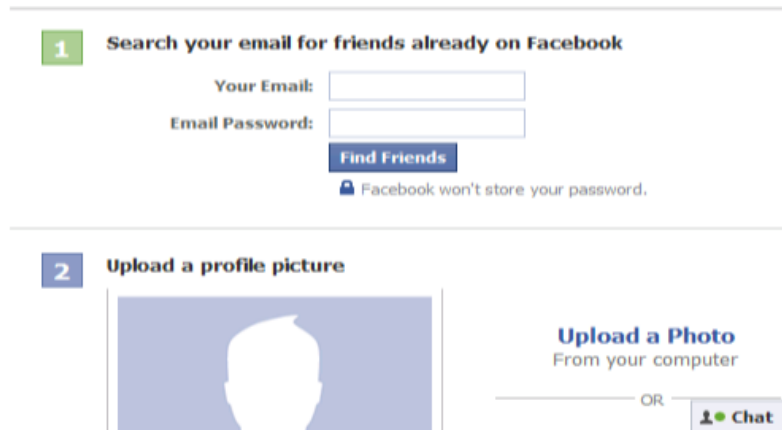 1 Search your email for friends already on Facebook
Your Email:
Email Password:
Find Friends
Facebook won't store your password.
2 Upload a profile picture
Upload a Photo
From your computer
OR
Chat